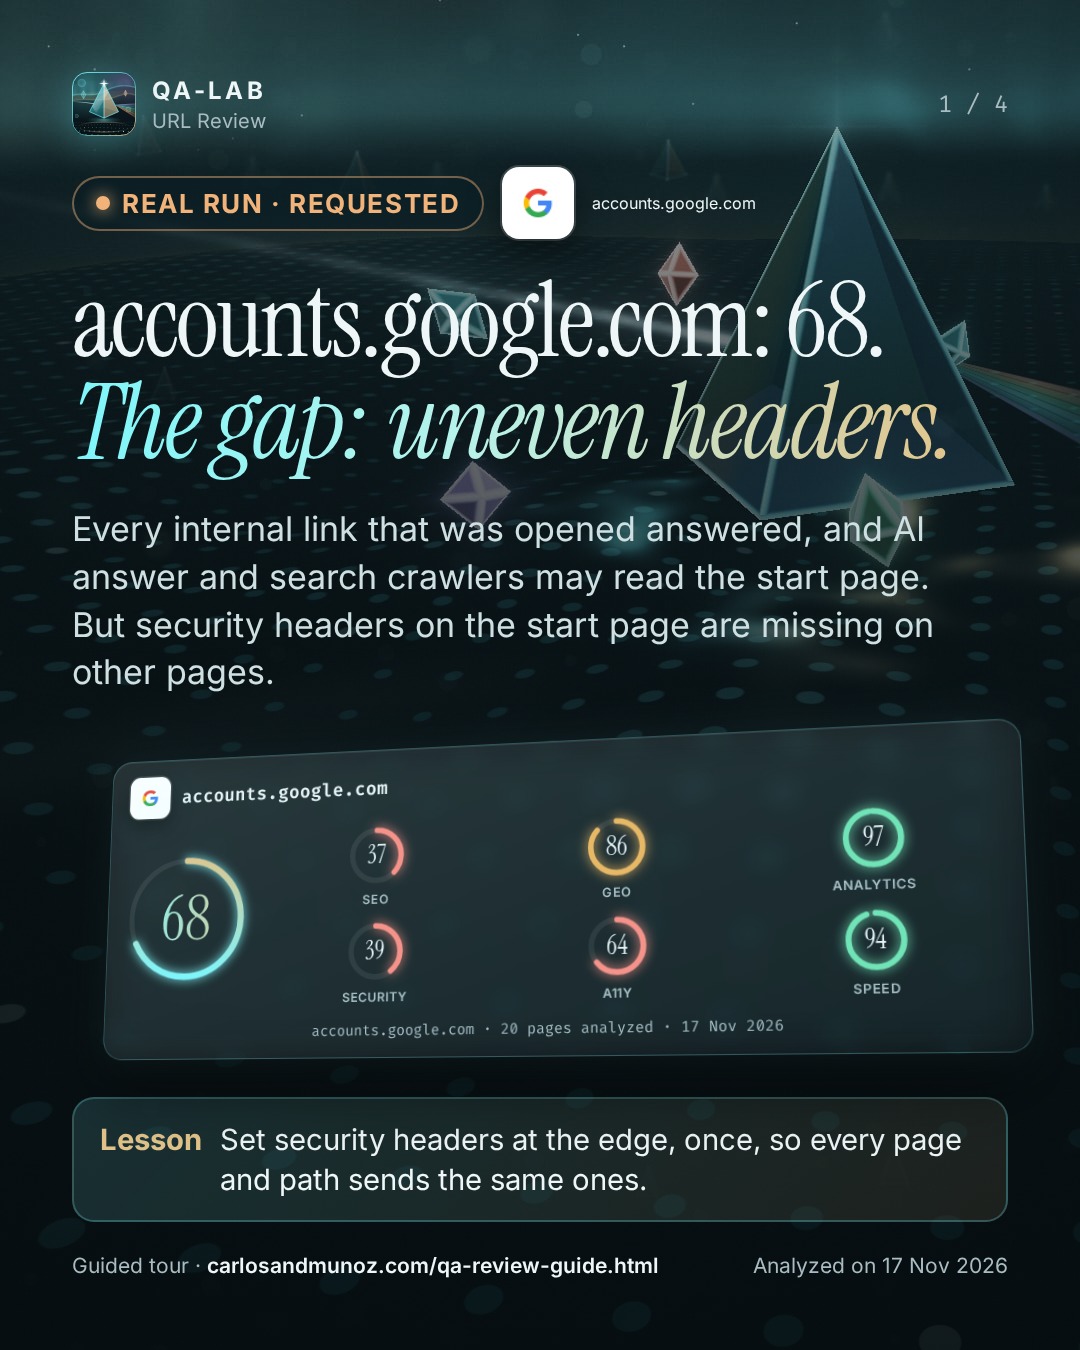 QA-LAB
URL Review
1 / 4
REAL RUN · REQUESTED
accounts.google.com
accounts.google.com: 68.
The gap: uneven headers.
Every internal link that was opened answered, and AI
answer and search crawlers may read the start page.
But security headers on the start page are missing on
other pages.
accounts.google.com
68
37
SEO
86
GEO
97
ANALYTICS
39
SECURITY
64
A11Y
94
SPEED
accounts.google.com · 20 pages analyzed · 17 Nov 2026
Lesson
Set security headers at the edge, once, so every page
and path sends the same ones.
Guided tour · carlosandmunoz.com/qa-review-guide.html
Analyzed on 17 Nov 2026